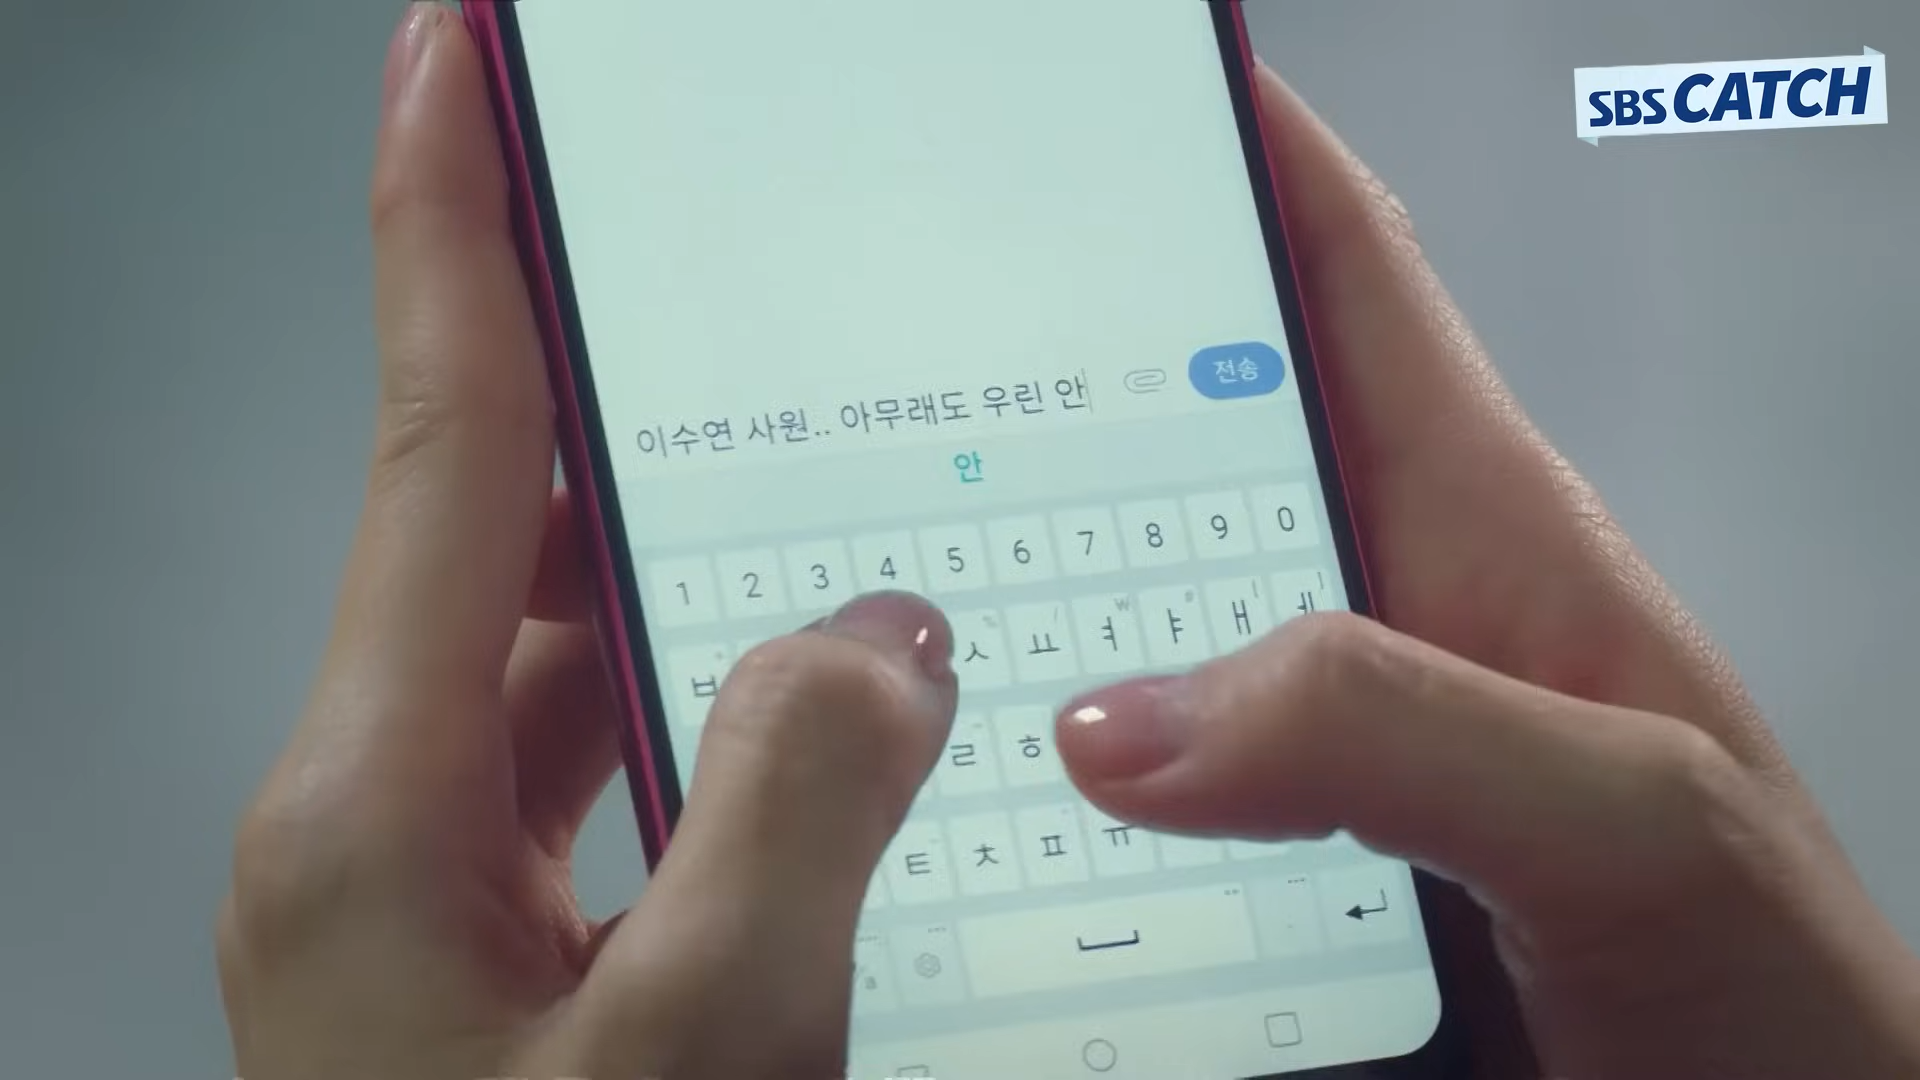 SBS CATCH
이수연 사원.. 아무래도 우린 안
전송
안
1 2 3 4 5 6 7 8 9 0
ㅂ ㅅ ㅛ ㅕ ㅑ ㅐ ㅔ
ㄹ ㅎ
ㅌ ㅊ ㅍ ㅠ